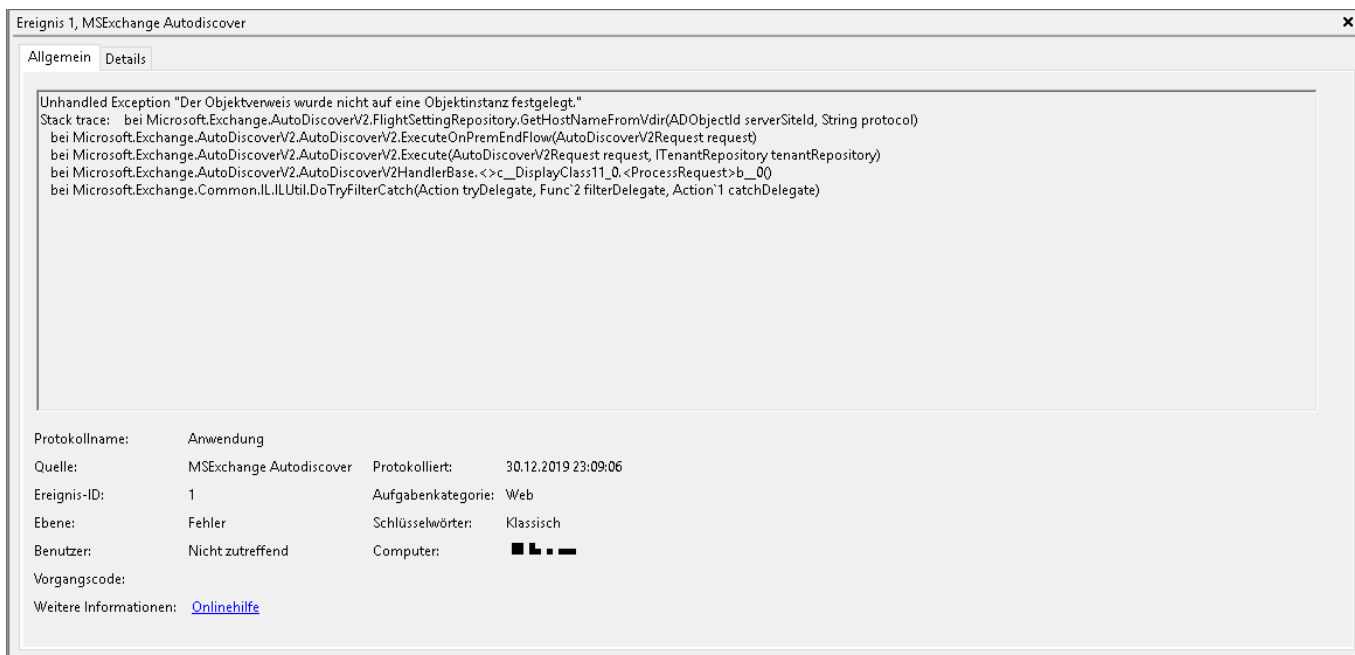 Ereignis 1, MSExchange Autodiscover
Allgemein Details
Unhandled Exception "Der Objektverweis wurde nicht auf eine Objektinstanz festgelegt."
Stack trace:    bei Microsoft.Exchange.AutoDiscoverV2.FlightSettingRepository.GetHostNameFromVdir(ADObjectId serverSiteId, String protocol)
bei Microsoft.Exchange.AutoDiscoverV2.AutoDiscoverV2.ExecuteOnPremEndFlow(AutoDiscoverV2Request request)
bei Microsoft.Exchange.AutoDiscoverV2.AutoDiscoverV2.Execute(AutoDiscoverV2Request request, ITenantRepository tenantRepository)
bei Microsoft.Exchange.AutoDiscoverV2.AutoDiscoverV2HandlerBase.<>c__DisplayClass11_0.<ProcessRequest>b__0()
bei Microsoft.Exchange.Common.IL.ILUtil.DoTryFilterCatch(Action tryDelegate, Func`2 filterDelegate, Action`1 catchDelegate)
Protokollname: Anwendung
Quelle: MSExchange Autodiscover Protokolliert: 30.12.2019 23:09:06
Ereignis-ID: 1 Aufgabenkategorie: Web
Ebene: Fehler Schlüsselwörter: Klassisch
Benutzer: Nicht zutreffend Computer:
Vorgangscode:
Weitere Informationen: Onlinehilfe